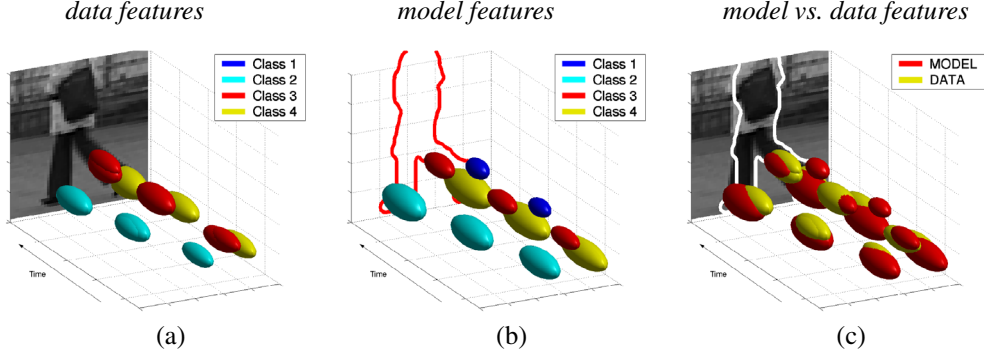 data features
model features
model vs. data features
Class 1
Class 2
Class 3
Class 4
Time
Class 1
Class 2
Class 3
Class 4
Time
MODEL
DATA
Time
(a)
(b)
(c)